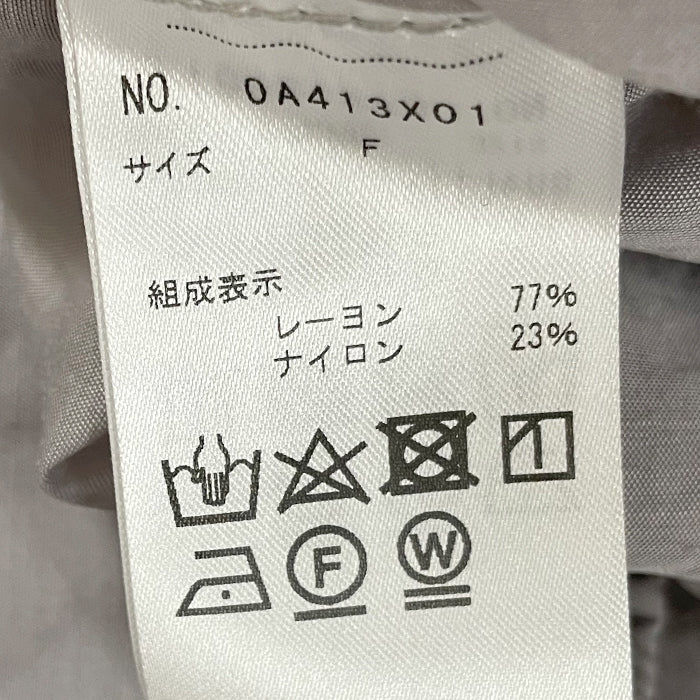 NO. 0A413X01
サイズ F
組成表示
レーヨン 77%
ナイロン 23%
F
W